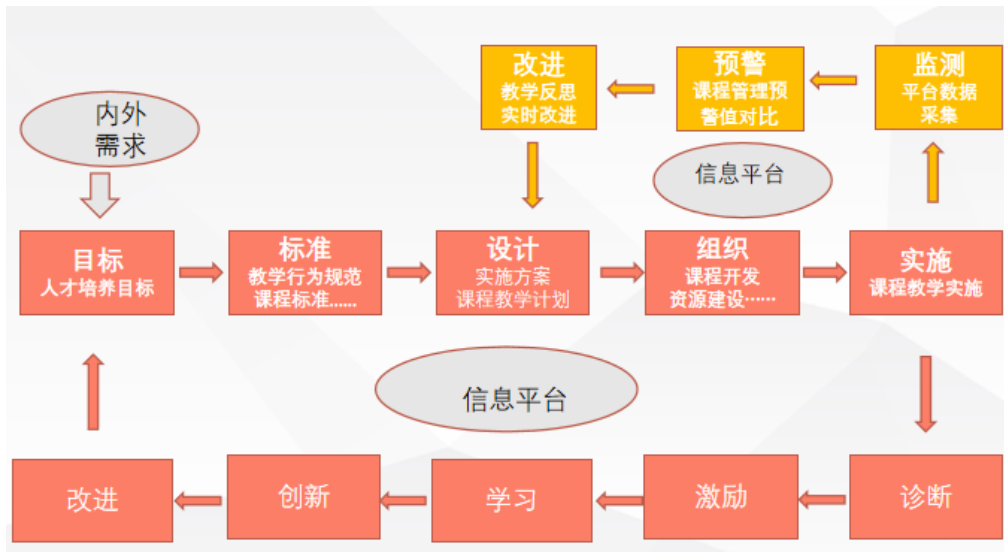 改进
教学反思
实时改进
预警
课程管理预
警值对比
监测
平台数据
采集
内外
需求
信息平台
目标
人才培养目标
标准
教学行为规范
课程标准……
设计
实施方案
课程教学计划
组织
课程开发
资源建设……
实施
课程教学实施
信息平台
改进
创新
学习
激励
诊断